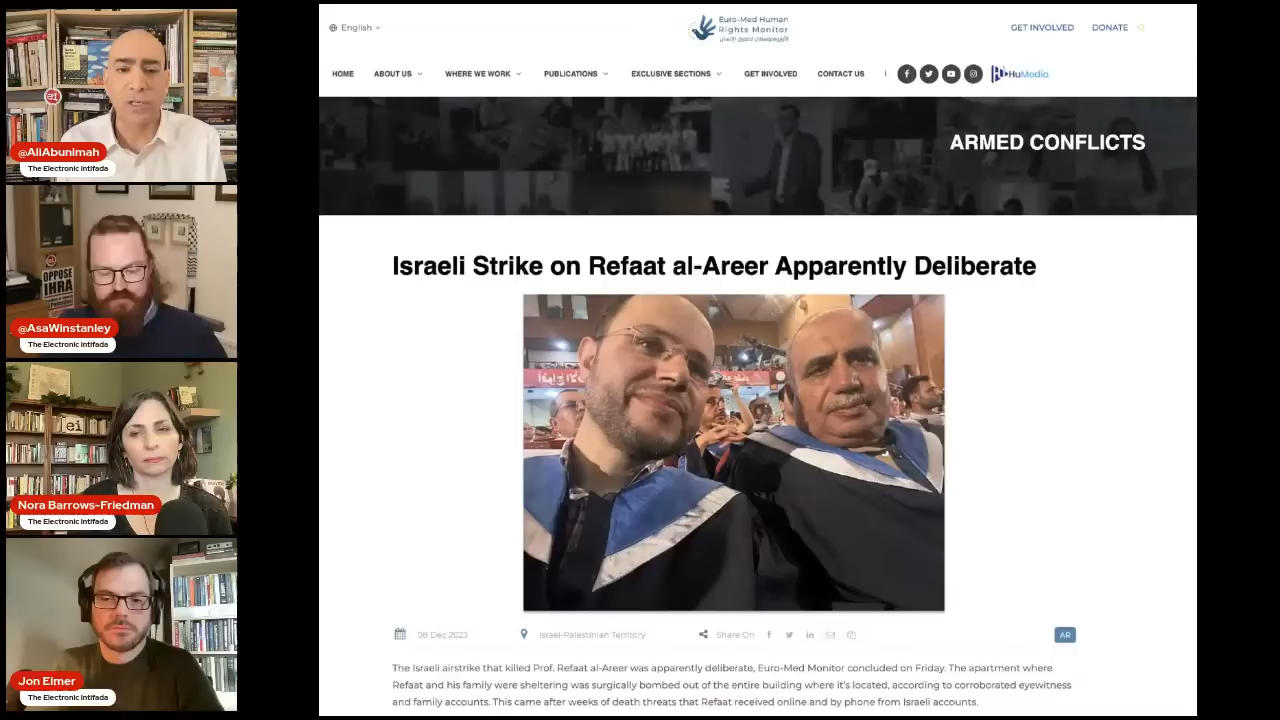 @AliAbunimah
The Electronic Intifada
OPPOSE
IHRA
@AsaWinstanley
The Electronic Intifada
ei
Nora Barrows-Friedman
The Electronic Intifada
Jon Elmer
The Electronic Intifada
English
Euro-Med Human
Rights Monitor
GET INVOLVED DONATE
HOME ABOUT US WHERE WE WORK PUBLICATIONS EXCLUSIVE SECTIONS GET INVOLVED CONTACT US HuMedia
ARMED CONFLICTS
Israeli Strike on Refaat al-Areer Apparently Deliberate
08 Dec 2023 Israel-Palestinian Territory Share On AR
The Israeli airstrike that killed Prof. Refaat al-Areer was apparently deliberate, Euro-Med Monitor concluded on Friday. The apartment where
Refaat and his family were sheltering was surgically bombed out of the entire building where it's located, according to corroborated eyewitness
and family accounts. This came after weeks of death threats that Refaat received online and by phone from Israeli accounts.